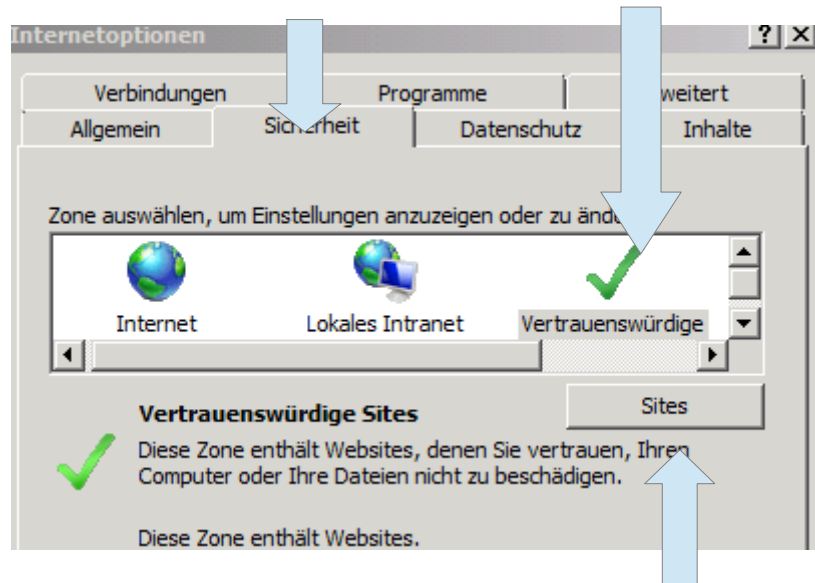 Internetoptionen
Verbindungen Programme
Allgemein Datenschutz Inhalte
Zone auswählen, um Einstellungen anzuzeigen oder zu
Internet Lokales Intranet Vertrauenswürdige
Sites
Vertrauenswürdige Sites
Diese Zone enthält Websites, denen Sie vertrauen, Ihren
Computer oder Ihre Dateien nicht zu beschädigen.
Diese Zone enthält Websites.